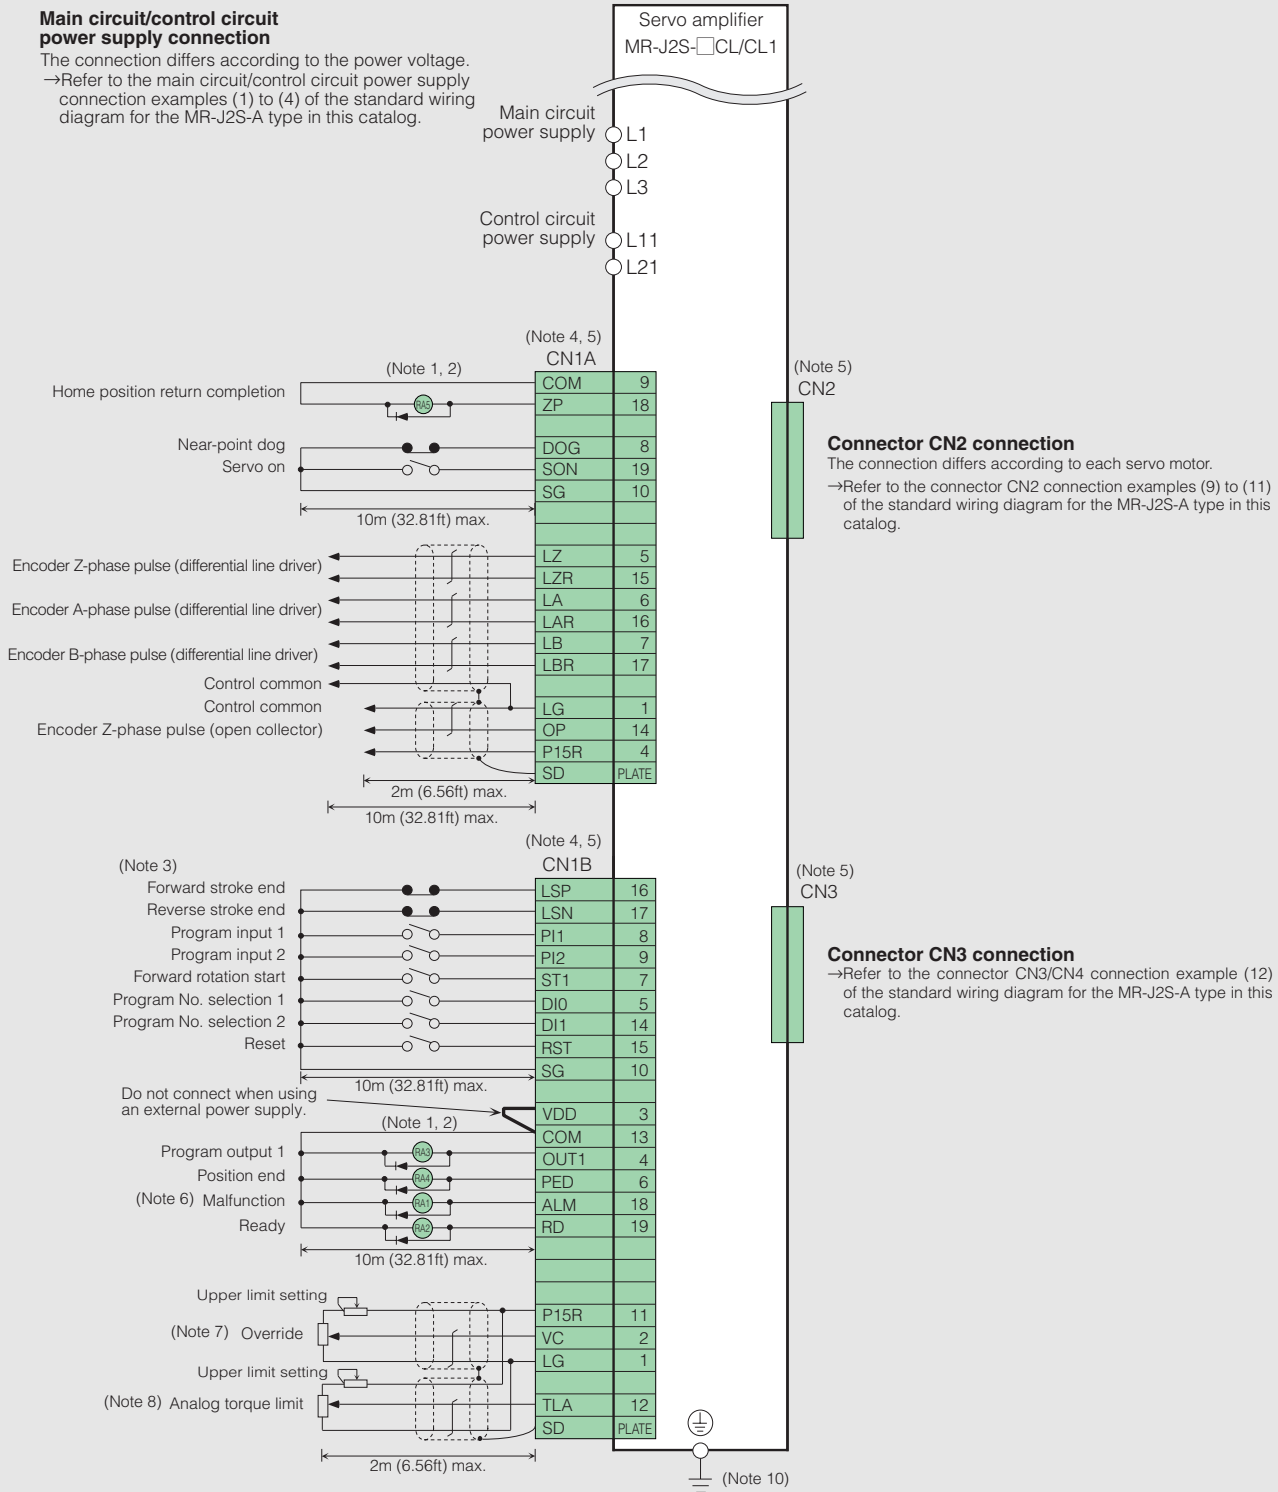 Main circuit/control circuit
power supply connection
The connection differs according to the power voltage.
→Refer to the main circuit/control circuit power supply
connection examples (1) to (4) of the standard wiring
diagram for the MR-J2S-A type in this catalog.
Servo amplifier
MR-J2S-□CL/CL1
Main circuit
power supply
L1
L2
L3
Control circuit
power supply
L11
L21
(Note 4, 5)
CN1A
(Note 1, 2)
Home position return completion
COM 9
RA5
ZP 18
Near-point dog
DOG 8
Servo on
SON 19
SG 10
10m (32.81ft) max.
Encoder Z-phase pulse (differential line driver)
LZ 5
LZR 15
Encoder A-phase pulse (differential line driver)
LA 6
LAR 16
Encoder B-phase pulse (differential line driver)
LB 7
LBR 17
Control common
Control common
LG 1
Encoder Z-phase pulse (open collector)
OP 14
P15R 4
SD PLATE
2m (6.56ft) max.
10m (32.81ft) max.
(Note 5)
CN2
Connector CN2 connection
The connection differs according to each servo motor.
→Refer to the connector CN2 connection examples (9) to (11)
of the standard wiring diagram for the MR-J2S-A type in this
catalog.
(Note 4, 5)
CN1B
(Note 3)
Forward stroke end
LSP 16
Reverse stroke end
LSN 17
Program input 1
PI1 8
Program input 2
PI2 9
Forward rotation start
ST1 7
Program No. selection 1
DI0 5
Program No. selection 2
DI1 14
Reset
RST 15
SG 10
10m (32.81ft) max.
Do not connect when using
an external power supply.
VDD 3
(Note 1, 2)
COM 13
Program output 1
RA3
OUT1 4
Position end
RA4
PED 6
(Note 6) Malfunction
RA1
ALM 18
Ready
RA2
RD 19
10m (32.81ft) max.
Upper limit setting
P15R 11
(Note 7) Override
VC 2
LG 1
Upper limit setting
(Note 8) Analog torque limit
TLA 12
SD PLATE
2m (6.56ft) max.
(Note 5)
CN3
Connector CN3 connection
→Refer to the connector CN3/CN4 connection example (12)
of the standard wiring diagram for the MR-J2S-A type in this
catalog.
(Note 10)